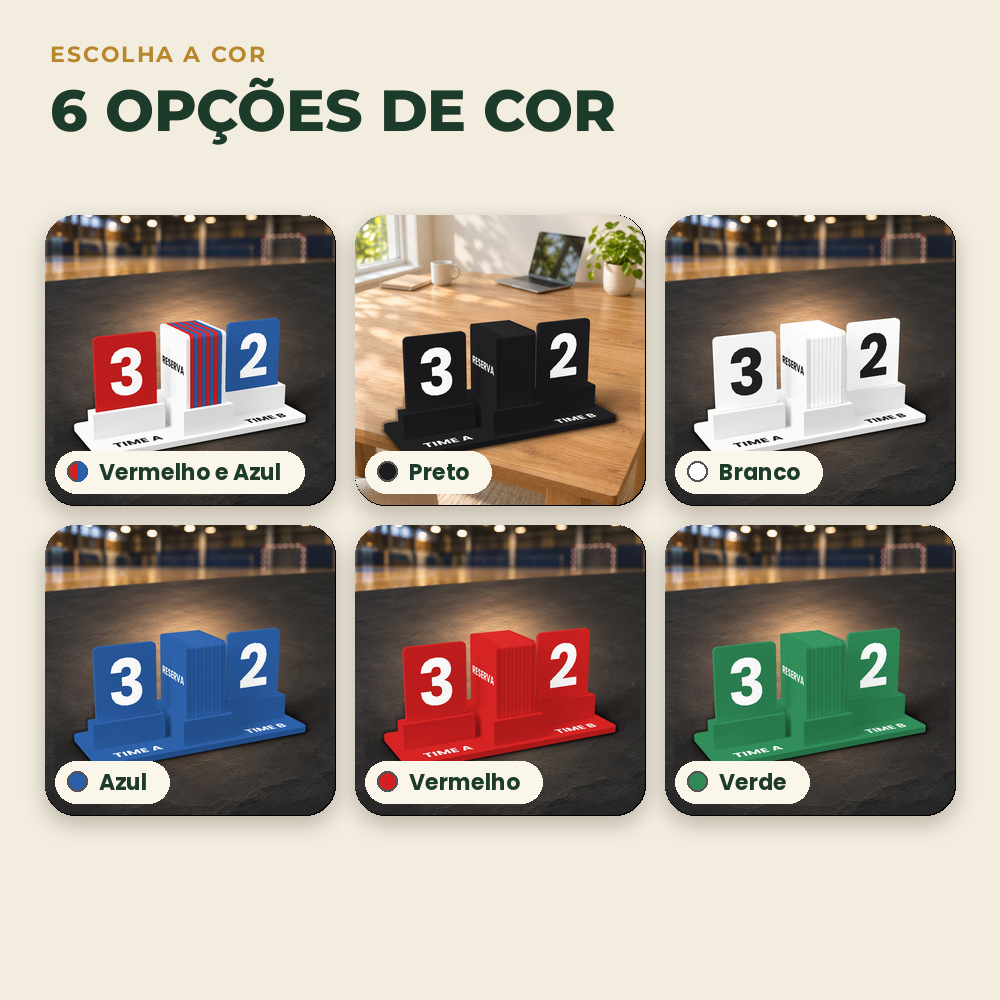 ESCOLHA A COR
6 OPÇÕES DE COR
3 RESERVA 2
TIME A TIME B
Vermelho e Azul
3 RESERVA 2
TIME A TIME B
Preto
3 RESERVA 2
TIME A TIME B
Branco
3 RESERVA 2
TIME A TIME B
Azul
3 RESERVA 2
TIME A TIME B
Vermelho
3 RESERVA 2
TIME A TIME B
Verde